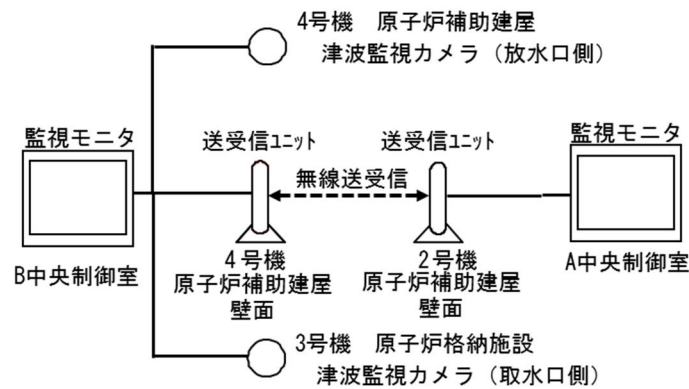 4号機　原子炉補助建屋
津波監視カメラ（放水口側）
監視モニタ
送受信ﾕﾆｯﾄ
送受信ﾕﾆｯﾄ
監視モニタ
無線送受信
B中央制御室
4号機
原子炉補助建屋
壁面
2号機
原子炉補助建屋
壁面
A中央制御室
3号機　原子炉格納施設
津波監視カメラ（取水口側）